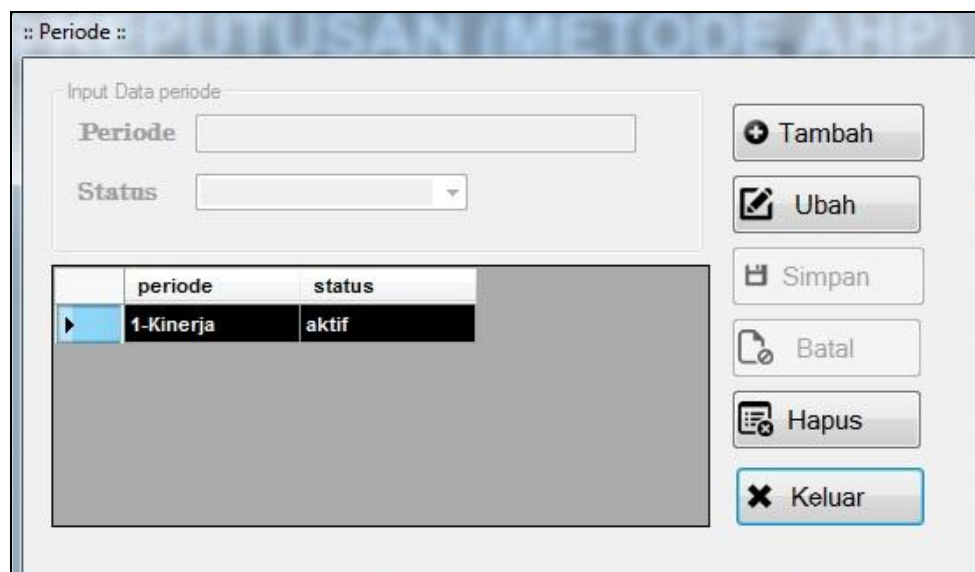 :: Periode ::
PUTUSAN (METODE AHP)
Input Data periode
Periode
Status
periode status
1-Kinerja aktif
Tambah
Ubah
Simpan
Batal
Hapus
Keluar